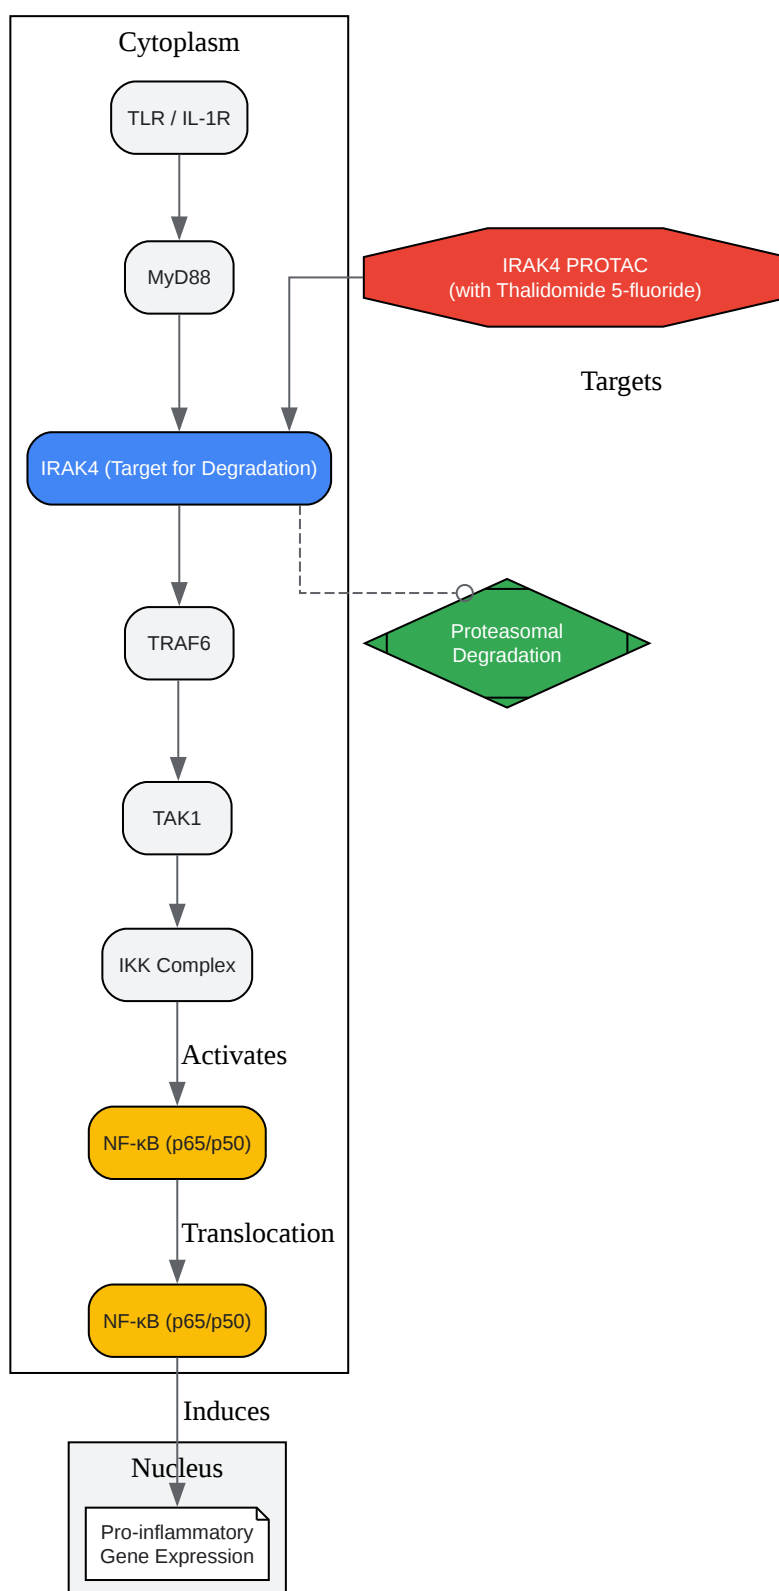 Cytoplasm
TLR / IL-1R
MyD88
IRAK4 PROTAC
(with Thalidomide 5-fluoride)
Targets
IRAK4 (Target for Degradation)
Proteasomal
Degradation
TRAF6
TAK1
IKK Complex
Activates
NF-κB (p65/p50)
Translocation
NF-κB (p65/p50)
Induces
Nucleus
Pro-inflammatory
Gene Expression